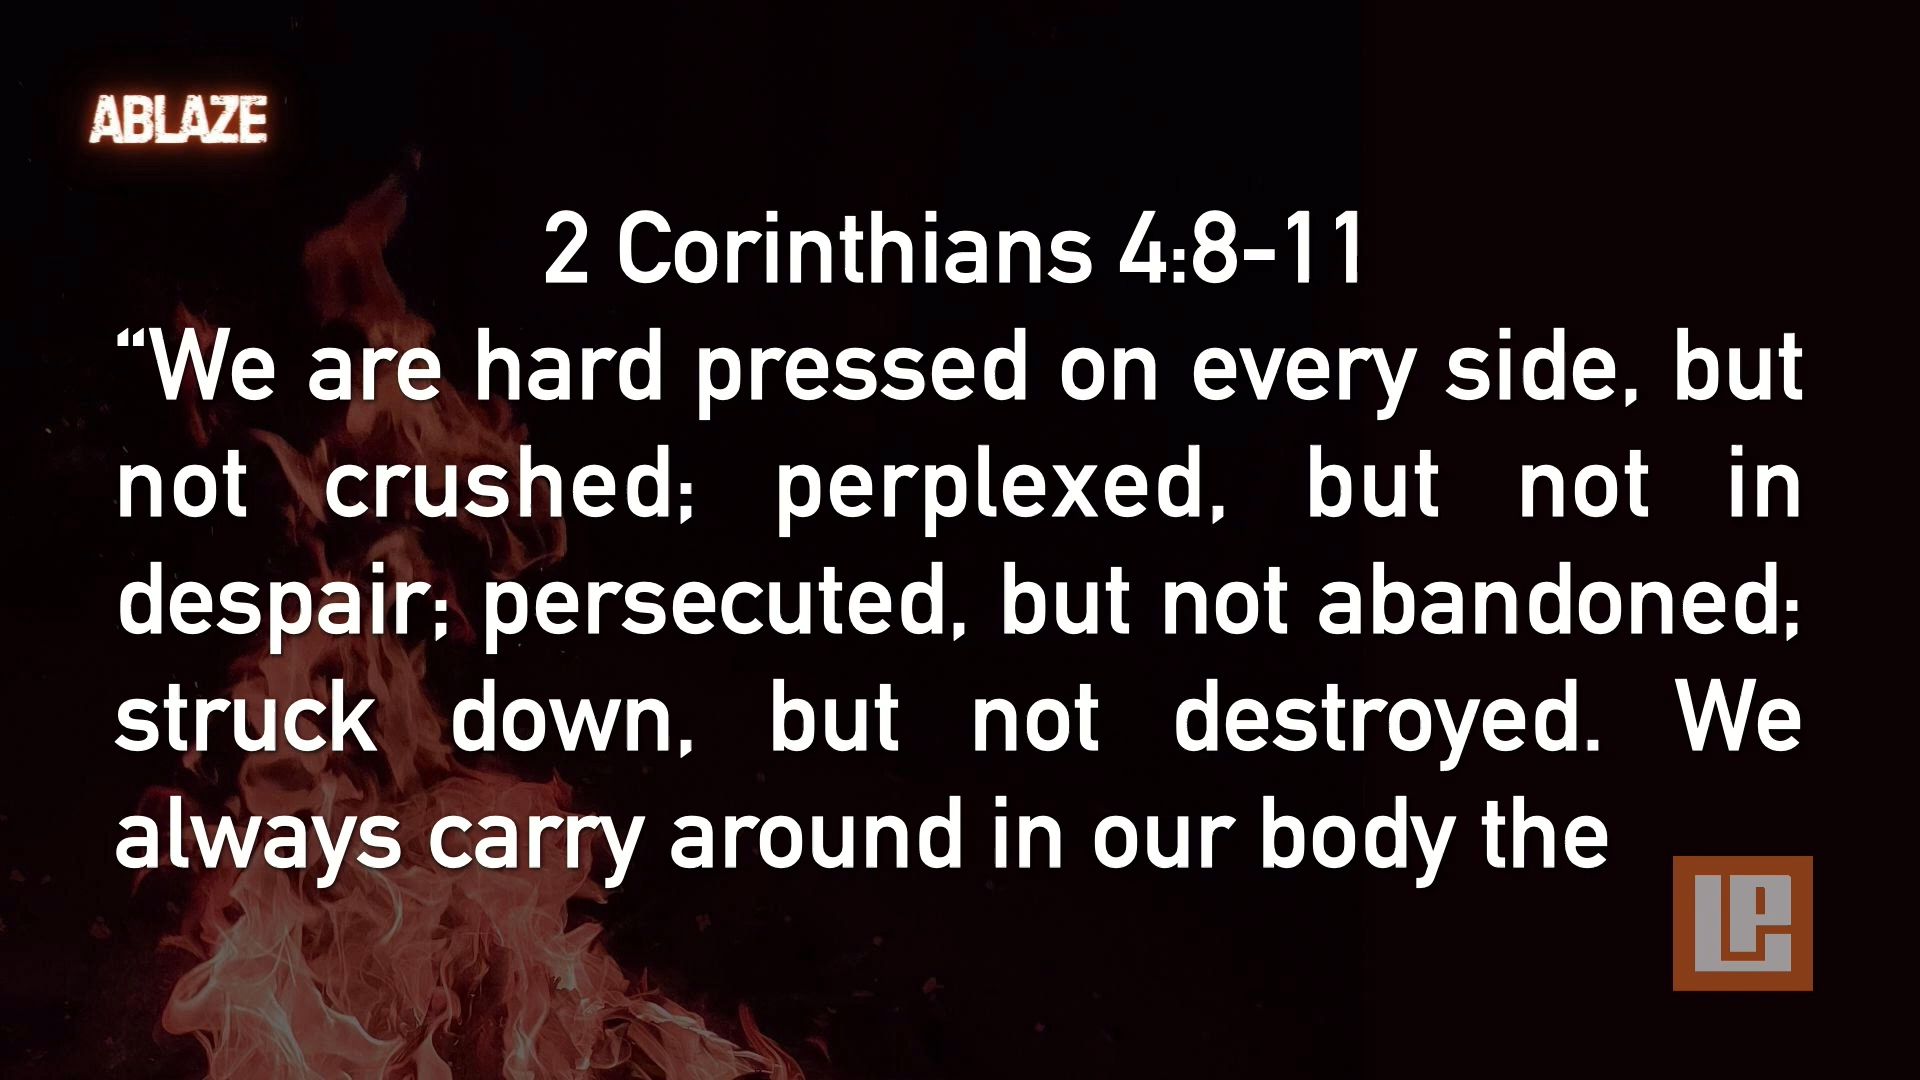 ABLAZE
2 Corinthians 4:8-11
“We are hard pressed on every side, but
not crushed; perplexed, but not in
despair; persecuted, but not abandoned;
struck down, but not destroyed. We
always carry around in our body the
LP